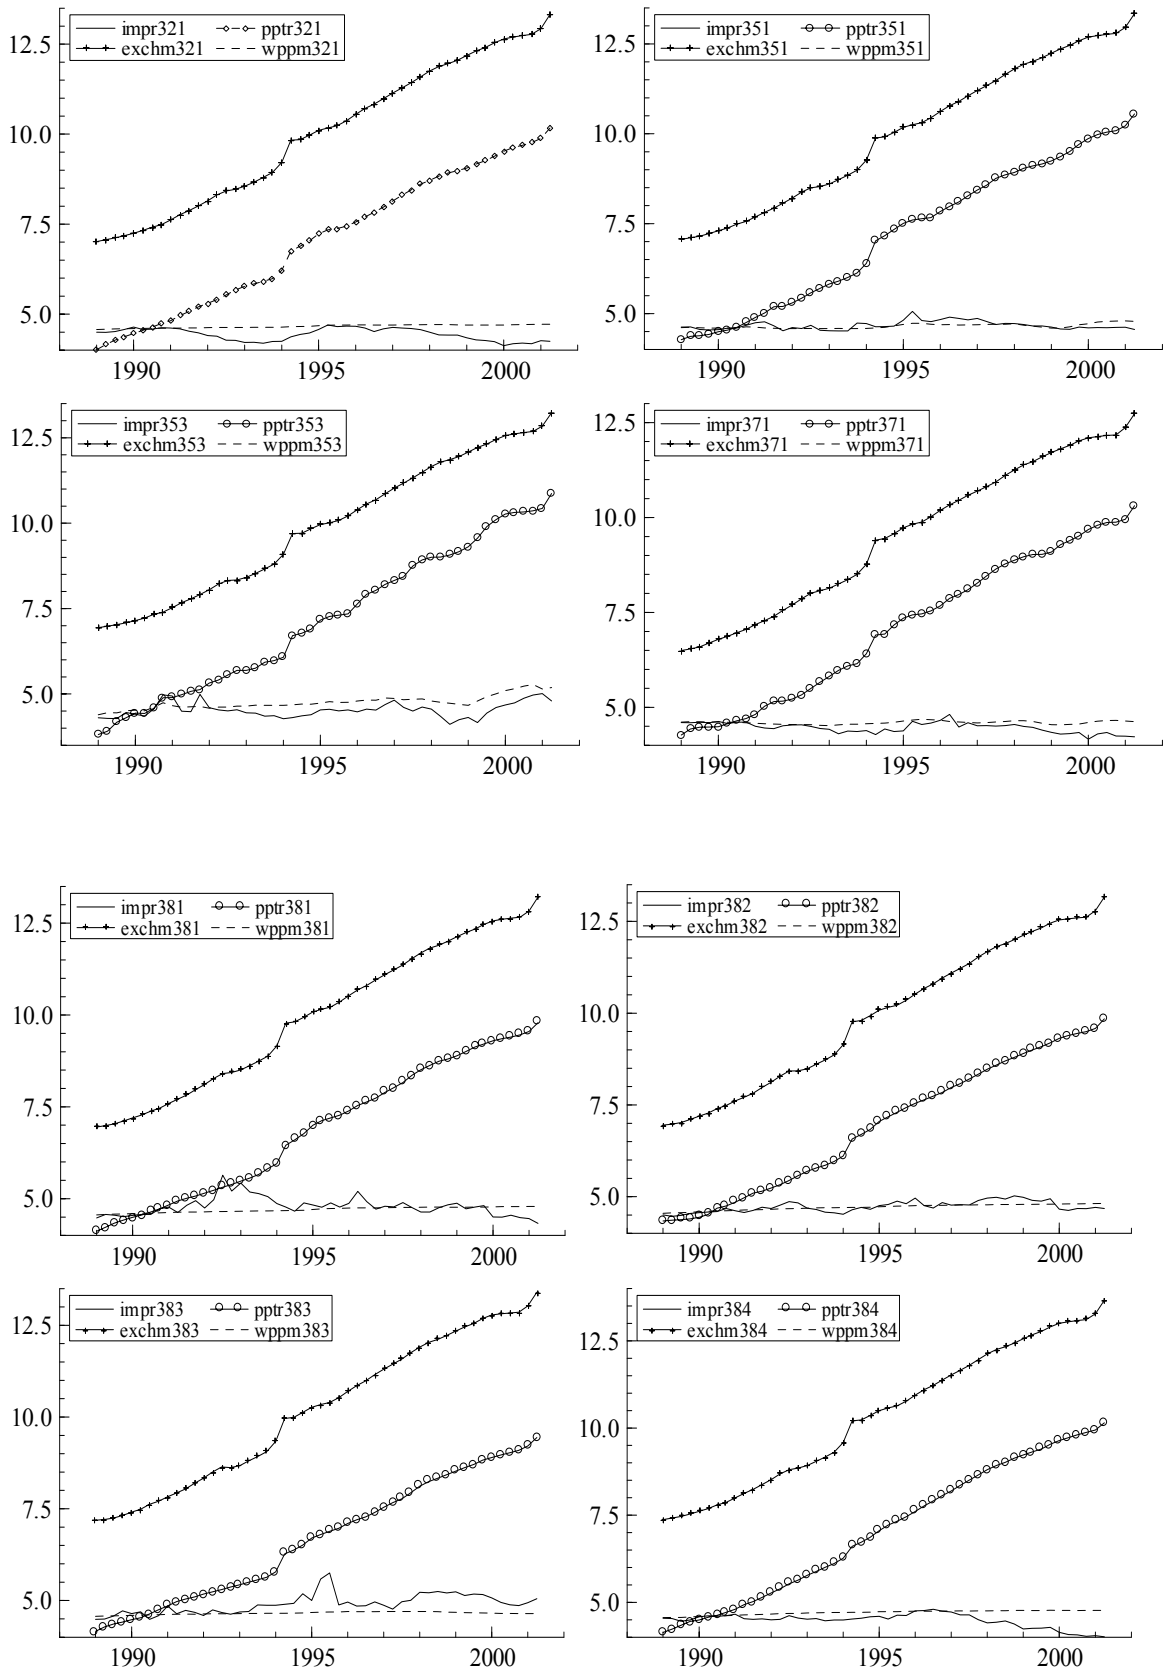 impr321 pptr321
exchm321 wppm321
12.5
10.0
7.5
5.0
1990 1995 2000
impr351 pptr351
exchm351 wppm351
12.5
10.0
7.5
5.0
1990 1995 2000
impr353 pptr353
exchm353 wppm353
12.5
10.0
7.5
5.0
1990 1995 2000
impr371 pptr371
exchm371 wppm371
12.5
10.0
7.5
5.0
1990 1995 2000
impr381 pptr381
exchm381 wppm381
12.5
10.0
7.5
5.0
1990 1995 2000
impr382 pptr382
exchm382 wppm382
12.5
10.0
7.5
5.0
1990 1995 2000
impr383 pptr383
exchm383 wppm383
12.5
10.0
7.5
5.0
1990 1995 2000
impr384 pptr384
exchm384 wppm384
12.5
10.0
7.5
5.0
1990 1995 2000